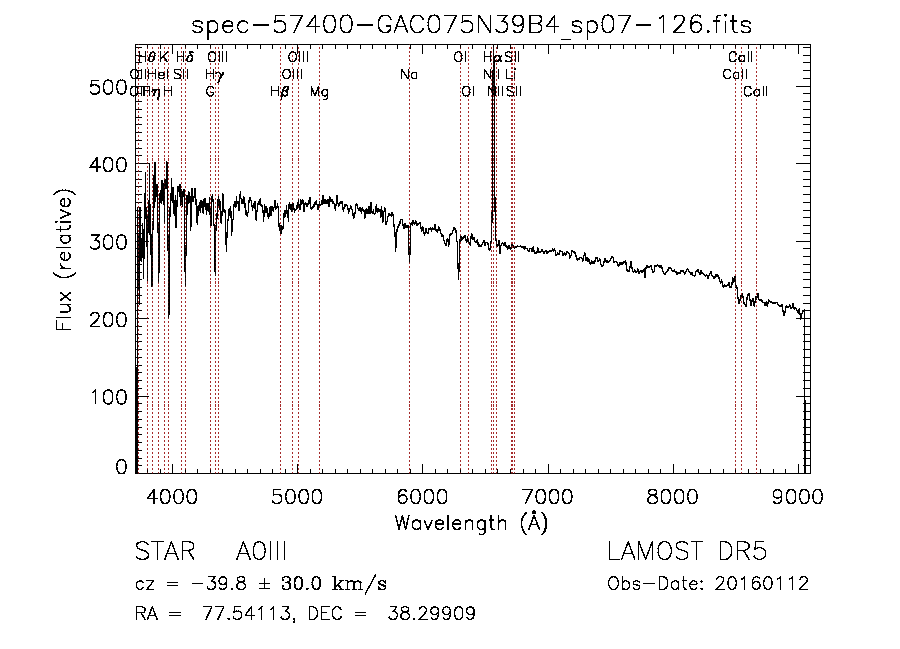 spec-57400-GAC075N39B4_sp07-126.fits
Hθ K Hδ OIII OIII OI Hα SII CaII
OII HeI SII Hγ OIII Na NII Li CaII
OII Hη H G Hβ Mg OI NII SII CaII
500
400
300
200
100
0
Flux (relative)
4000 5000 6000 7000 8000 9000
Wavelength (Å)
STAR A0III LAMOST DR5
cz = -39.8 ± 30.0 km/s Obs-Date: 20160112
RA = 77.54113, DEC = 38.29909